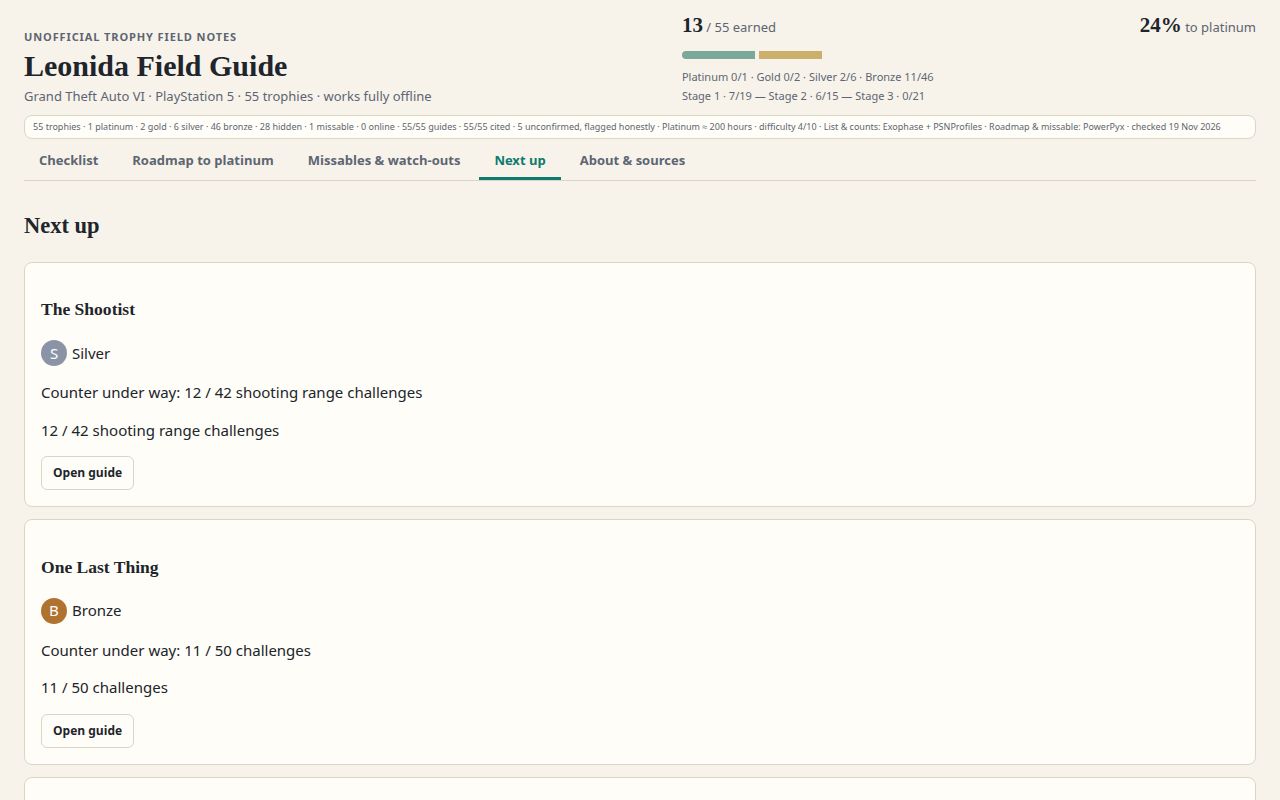 UNOFFICIAL TROPHY FIELD NOTES
Leonida Field Guide
Grand Theft Auto VI · PlayStation 5 · 55 trophies · works fully offline
13 / 55 earned
24% to platinum
Platinum 0/1 · Gold 0/2 · Silver 2/6 · Bronze 11/46
Stage 1 · 7/19 — Stage 2 · 6/15 — Stage 3 · 0/21
55 trophies · 1 platinum · 2 gold · 6 silver · 46 bronze · 28 hidden · 1 missable · 0 online · 55/55 guides · 55/55 cited · 5 unconfirmed, flagged honestly · Platinum ≈ 200 hours · difficulty 4/10 · List & counts: Exophase + PSNProfiles · Roadmap & missable: PowerPyx · checked 19 Nov 2026
Checklist
Roadmap to platinum
Missables & watch-outs
Next up
About & sources
Next up
The Shootist
S Silver
Counter under way: 12 / 42 shooting range challenges
12 / 42 shooting range challenges
Open guide
One Last Thing
B Bronze
Counter under way: 11 / 50 challenges
11 / 50 challenges
Open guide